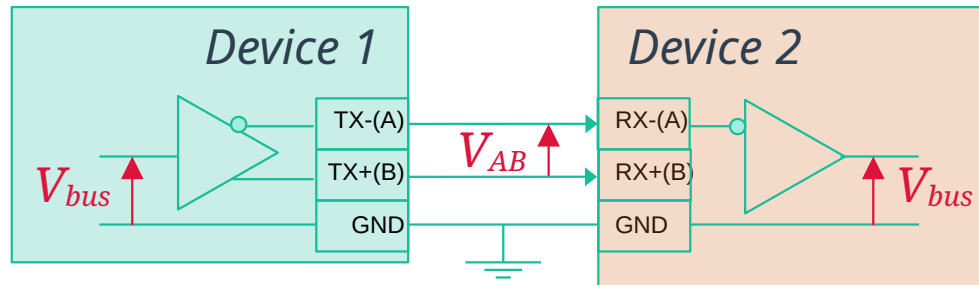 Device 1
Device 2
TX-(A)
RX-(A)
V_AB
TX+(B)
RX+(B)
V_bus
V_bus
GND
GND